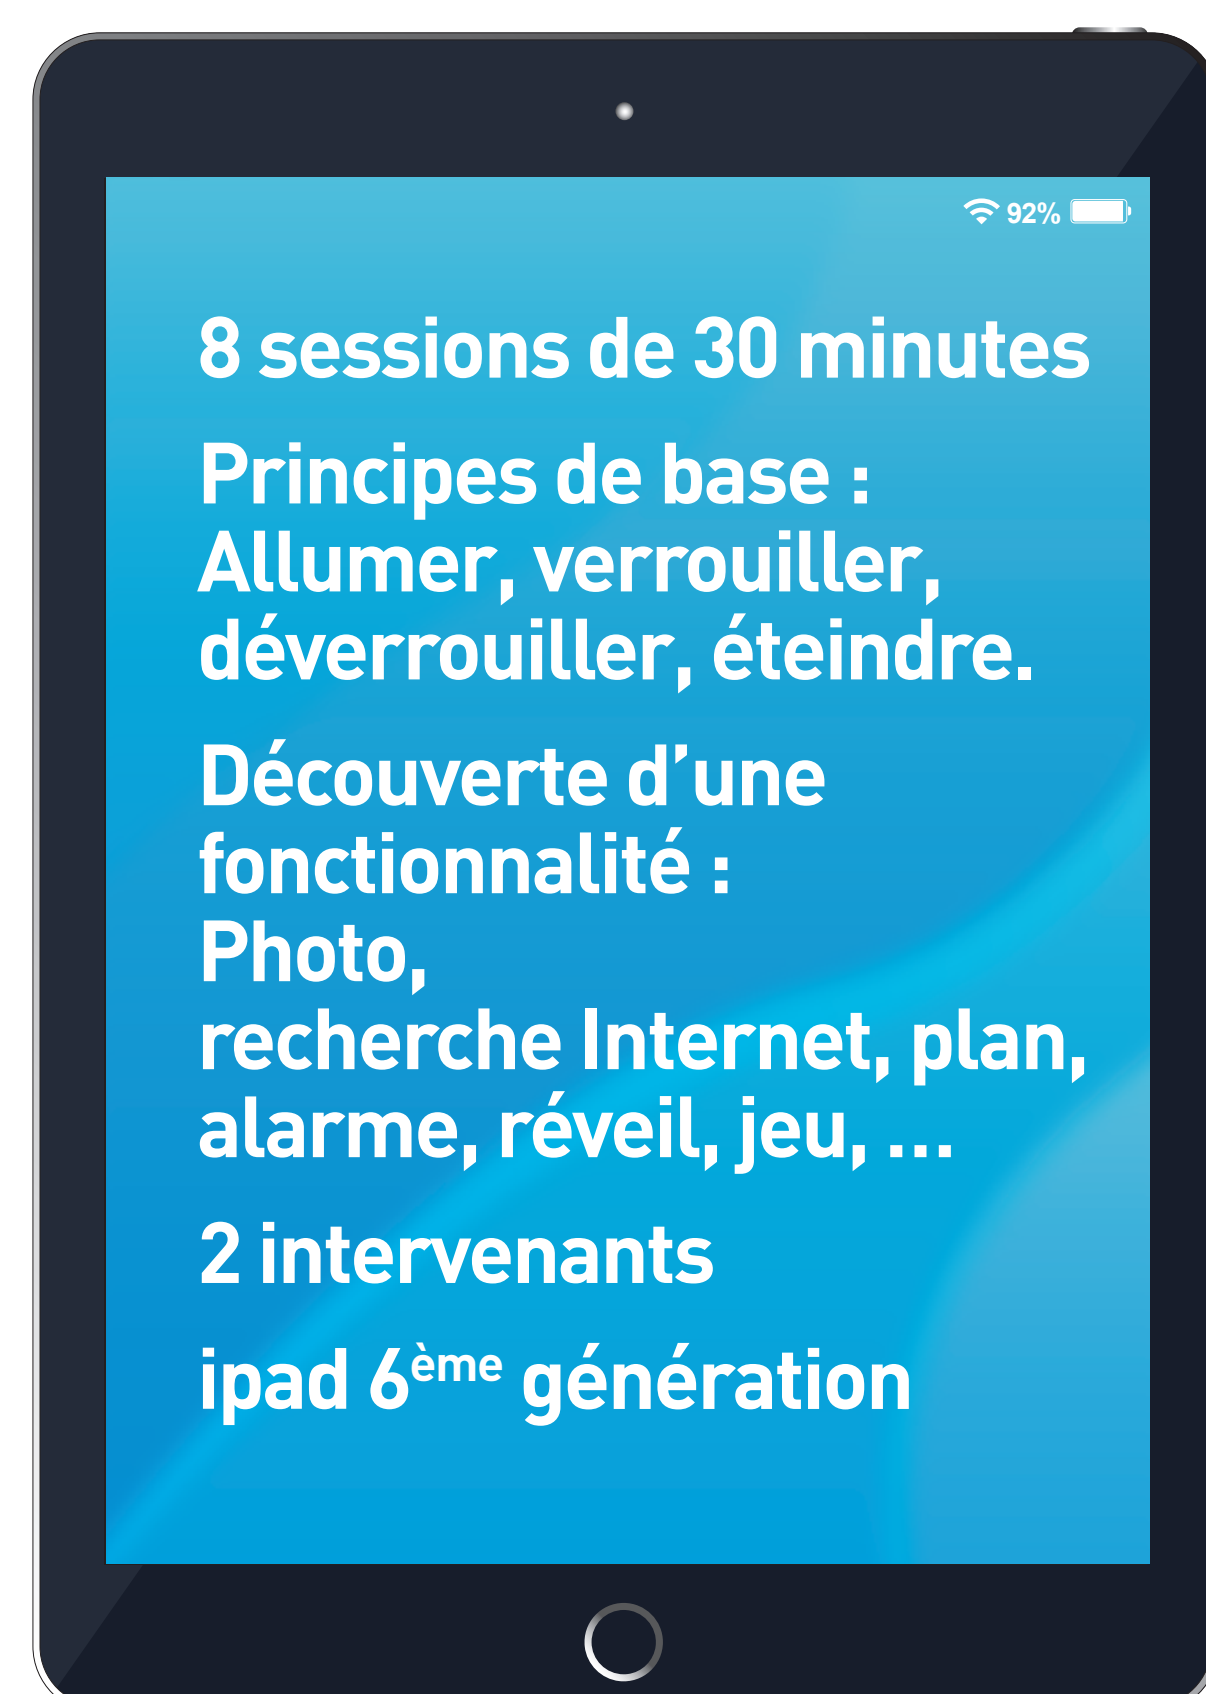 92%
8 sessions de 30 minutes
Principes de base :
Allumer, verrouiller,
déverrouiller, éteindre.
Découverte d’une
fonctionnalité :
Photo,
recherche Internet, plan,
alarme, réveil, jeu, ...
2 intervenants
ipad 6ème génération